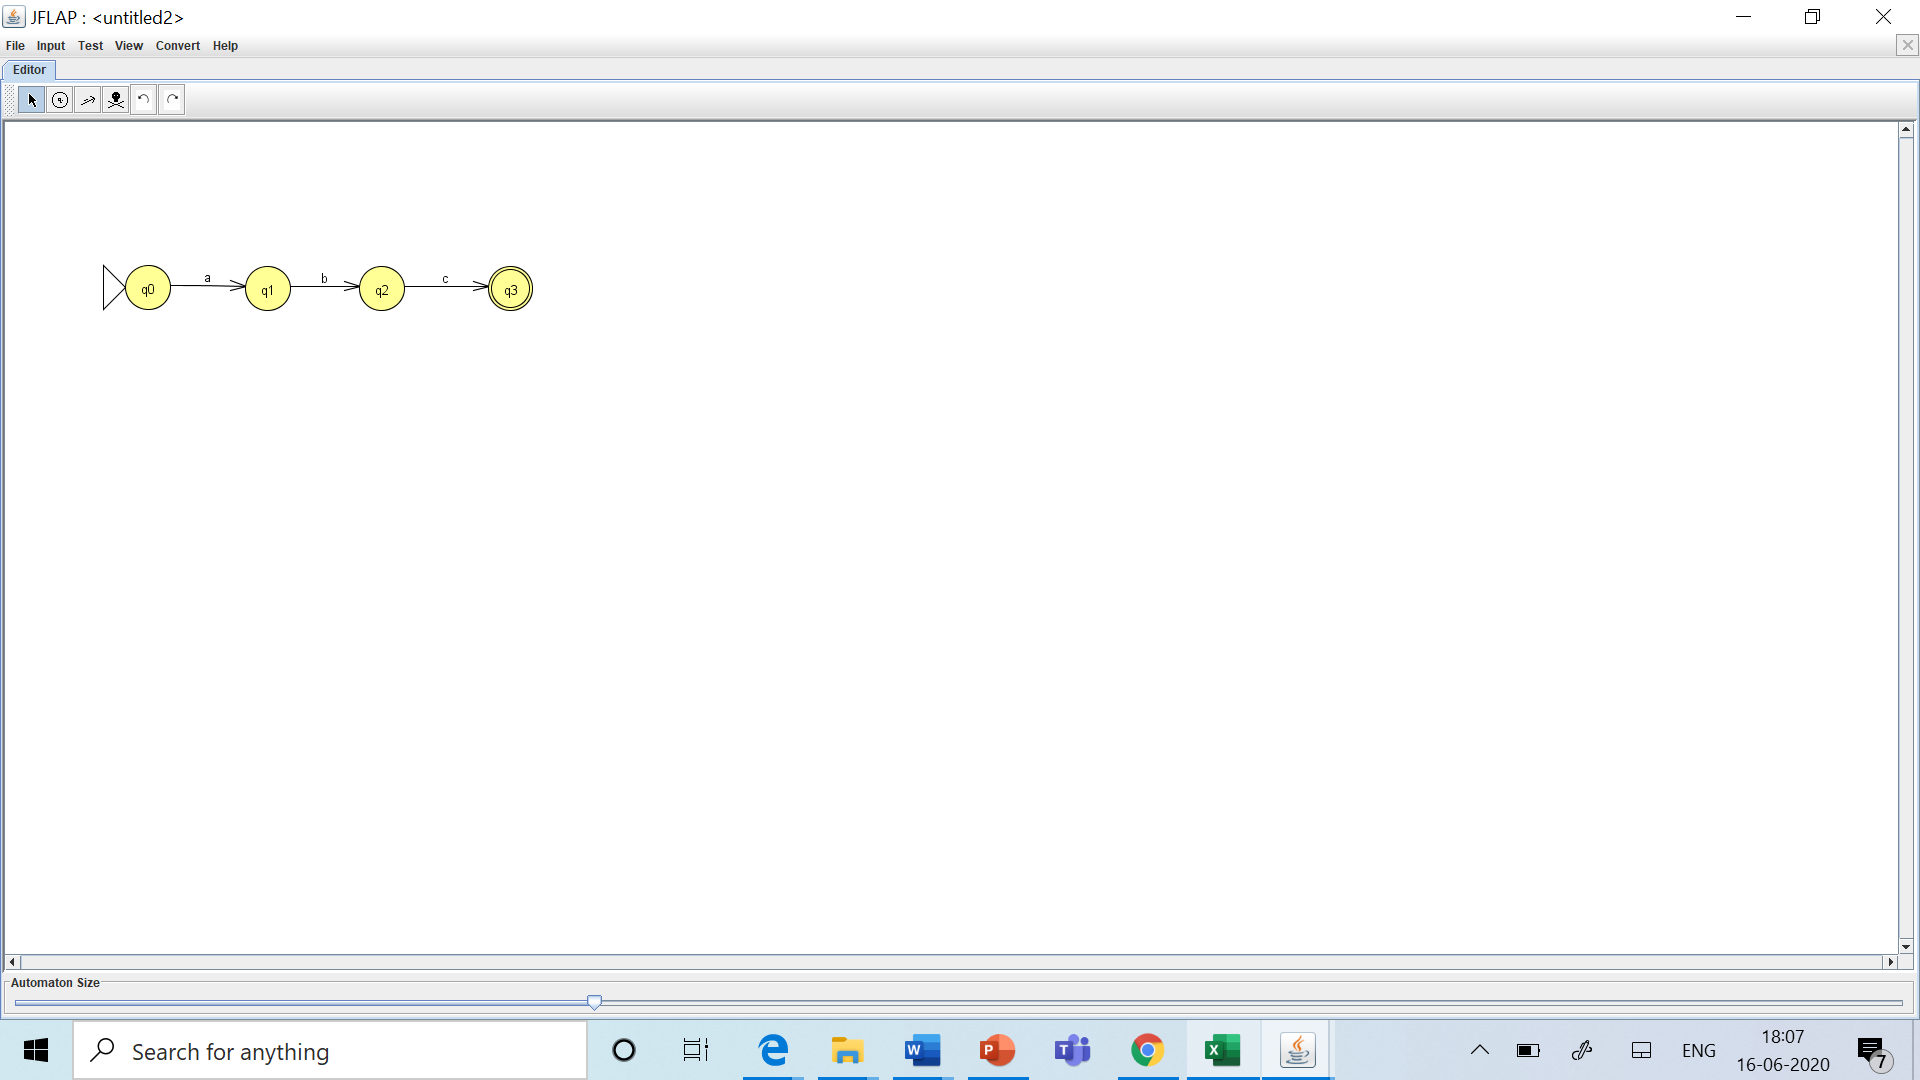 JFLAP : <untitled2>
File Input Test View Convert Help
Editor
a b c
q0 q1 q2 q3
Automaton Size
Search for anything
ENG
18:07
16-06-2020
7